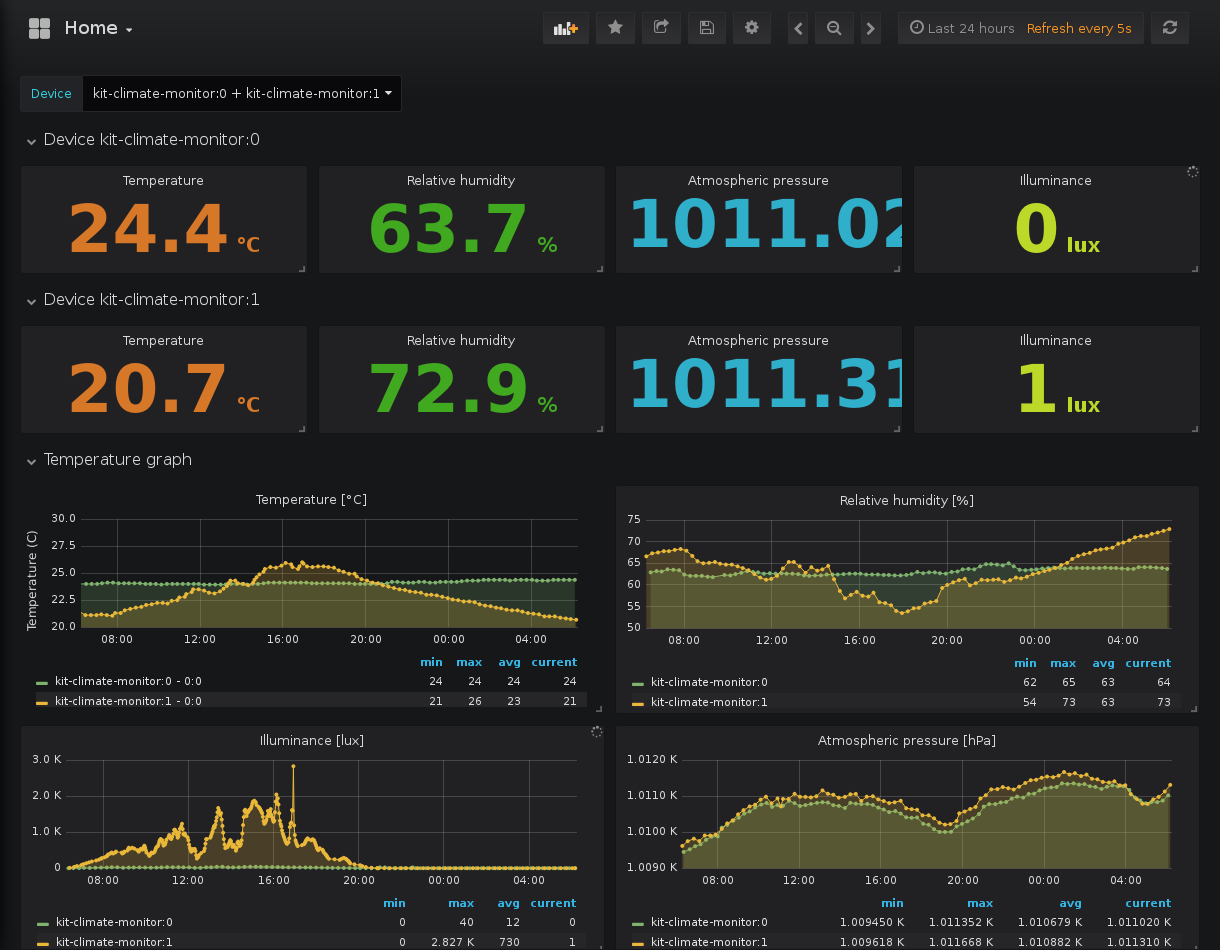 Home
Last 24 hours Refresh every 5s
Device kit-climate-monitor:0 + kit-climate-monitor:1
Device kit-climate-monitor:0
Temperature Relative humidity Atmospheric pressure Illuminance
24.4 °C 63.7 % 1011.02 0 lux
Device kit-climate-monitor:1
Temperature Relative humidity Atmospheric pressure Illuminance
20.7 °C 72.9 % 1011.31 1 lux
Temperature graph
Temperature [°C]
Temperature (C)
30.0
27.5
25.0
22.5
20.0
08:00 12:00 16:00 20:00 00:00 04:00
min max avg current
kit-climate-monitor:0 - 0:0 24 24 24 24
kit-climate-monitor:1 - 0:0 21 26 23 21
Relative humidity [%]
75
70
65
60
55
50
08:00 12:00 16:00 20:00 00:00 04:00
min max avg current
kit-climate-monitor:0 62 65 63 64
kit-climate-monitor:1 54 73 63 73
Illuminance [lux]
3.0 K
2.0 K
1.0 K
0
08:00 12:00 16:00 20:00 00:00 04:00
min max avg current
kit-climate-monitor:0 0 40 12 0
kit-climate-monitor:1 0 2.827 K 730 1
Atmospheric pressure [hPa]
1.0120 K
1.0110 K
1.0100 K
1.0090 K
08:00 12:00 16:00 20:00 00:00 04:00
min max avg current
kit-climate-monitor:0 1.009450 K 1.011352 K 1.010679 K 1.011020 K
kit-climate-monitor:1 1.009618 K 1.011668 K 1.010882 K 1.011310 K